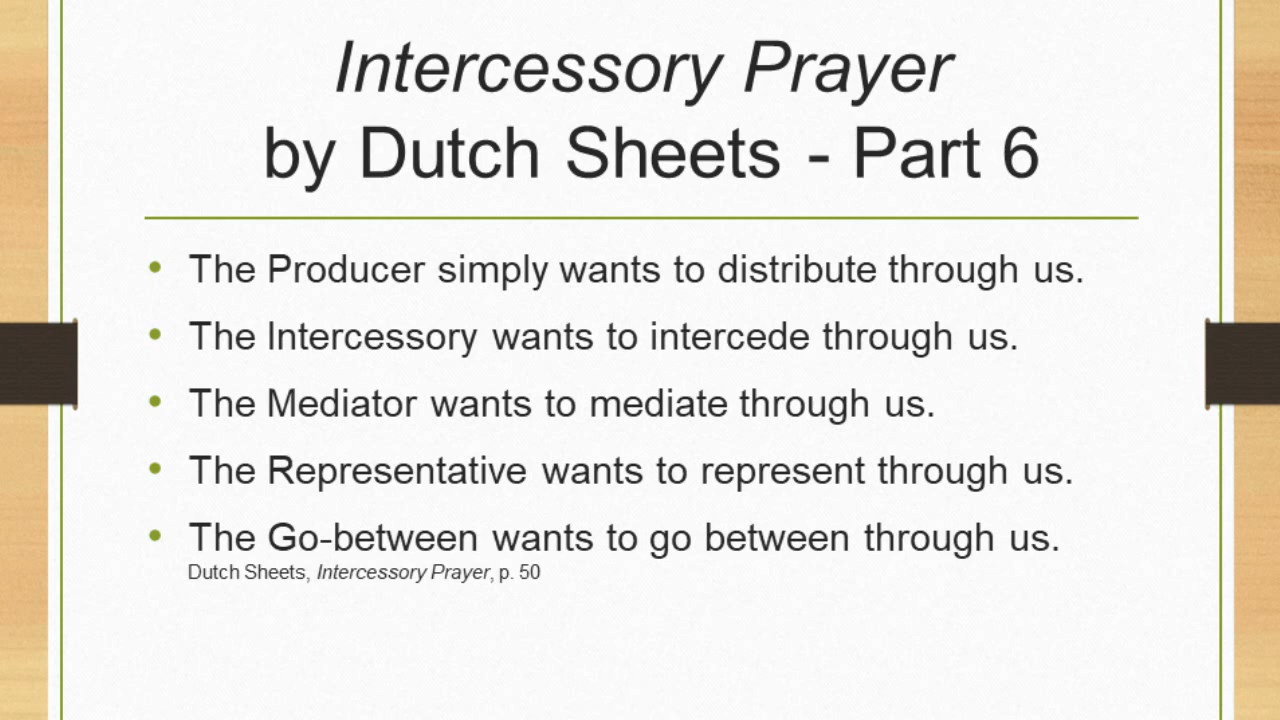 Intercessory Prayer
by Dutch Sheets - Part 6
• The Producer simply wants to distribute through us.
• The Intercessory wants to intercede through us.
• The Mediator wants to mediate through us.
• The Representative wants to represent through us.
• The Go-between wants to go between through us.
Dutch Sheets, Intercessory Prayer, p. 50